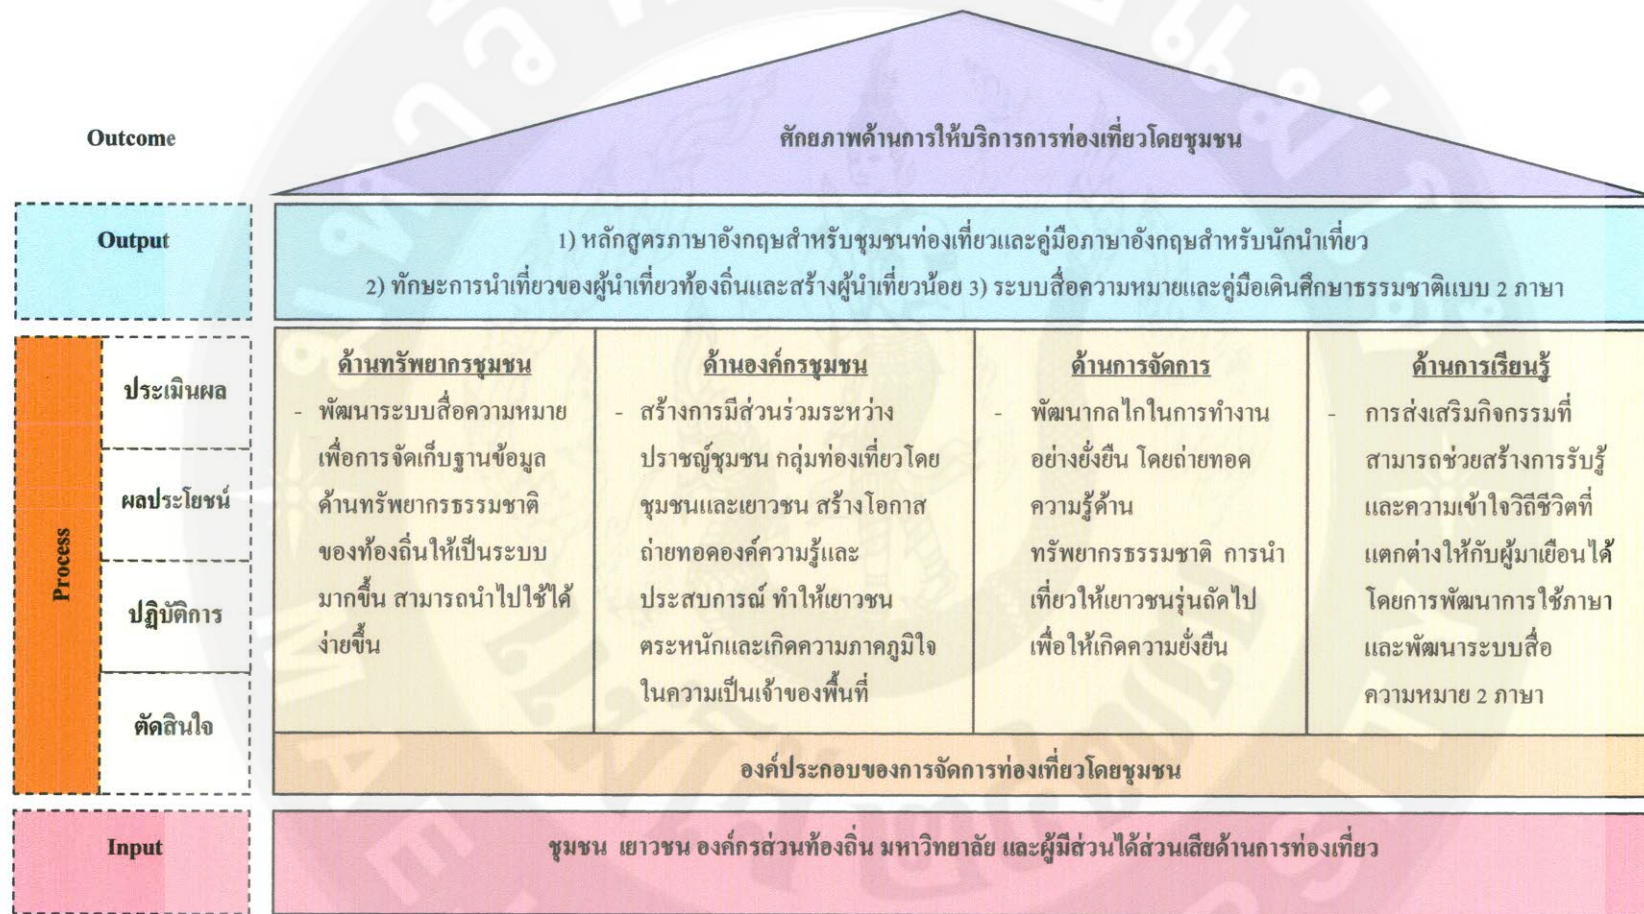 Outcome
ศักยภาพด้านการให้บริการการท่องเที่ยวโดยชุมชน
Output
1) หลักสูตรภาษาอังกฤษสำหรับชุมชนท่องเที่ยวและคู่มือภาษาอังกฤษสำหรับนักนำเที่ยว
2) ทักษะการนำเที่ยวของผู้นำเที่ยวท้องถิ่นและสร้างผู้นำเที่ยวน้อย 3) ระบบสื่อความหมายและคู่มือเดินศึกษาธรรมชาติแบบ 2 ภาษา
Process
ประเมินผล
ผลประโยชน์
ปฏิบัติการ
ตัดสินใจ
ด้านทรัพยากรชุมชน
- พัฒนาระบบสื่อความหมาย
เพื่อการจัดเก็บฐานข้อมูล
ด้านทรัพยากรธรรมชาติ
ของท้องถิ่นให้เป็นระบบ
มากขึ้น สามารถนำไปใช้ได้
ง่ายขึ้น
ด้านองค์กรชุมชน
- สร้างการมีส่วนร่วมระหว่าง
ปราชญ์ชุมชน กลุ่มท่องเที่ยวโดย
ชุมชนและเยาวชน สร้างโอกาส
ถ่ายทอดองค์ความรู้และ
ประสบการณ์ ทำให้เยาวชน
ตระหนักและเกิดความภาคภูมิใจ
ในความเป็นเจ้าของพื้นที่
ด้านการจัดการ
- พัฒนากลไกในการทำงาน
อย่างยั่งยืน โดยถ่ายทอด
ความรู้ด้าน
ทรัพยากรธรรมชาติ การนำ
เที่ยวให้เยาวชนรุ่นถัดไป
เพื่อให้เกิดความยั่งยืน
ด้านการเรียนรู้
- การส่งเสริมกิจกรรมที่
สามารถช่วยสร้างการรับรู้
และความเข้าใจวิถีชีวิตที่
แตกต่างให้กับผู้มาเยือนได้
โดยการพัฒนาการใช้ภาษา
และพัฒนาระบบสื่อ
ความหมาย 2 ภาษา
องค์ประกอบของการจัดการท่องเที่ยวโดยชุมชน
Input
ชุมชน เยาวชน องค์กรส่วนท้องถิ่น มหาวิทยาลัย และผู้มีส่วนได้ส่วนเสียด้านการท่องเที่ยว